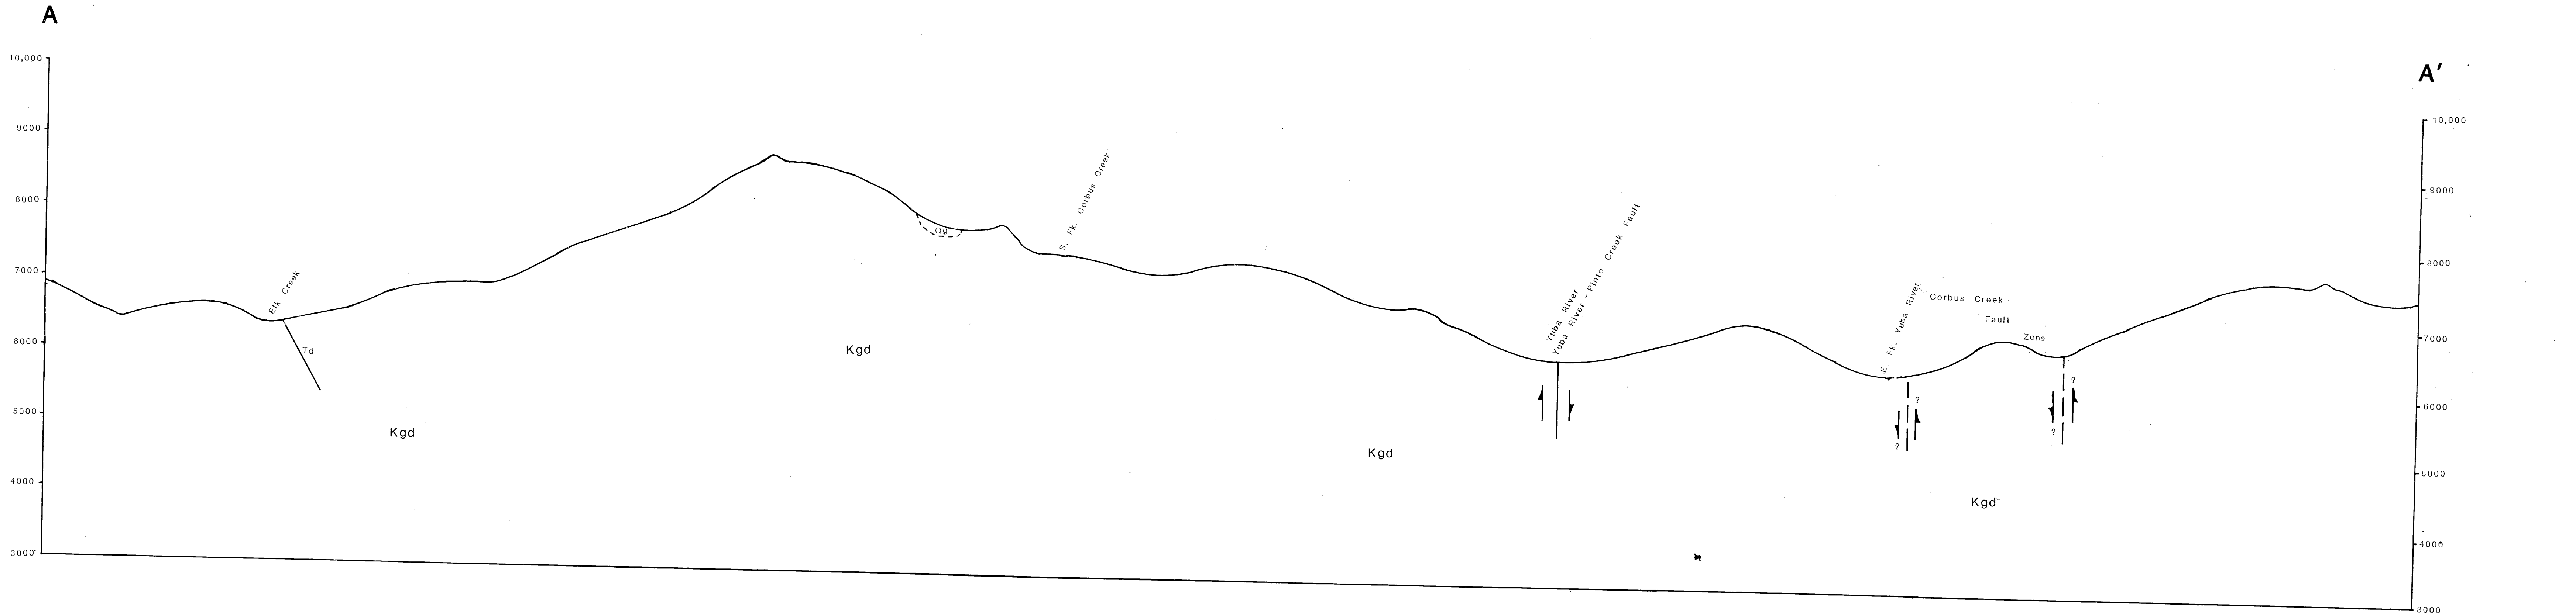 A
A′
10,000
9000
8000
7000
6000
5000
4000
3000
Elk Creek
Td
Kgd
Kgd
Qg
S. Fk. Corbus Creek
Kgd
Yuba River
Yuba River - Pinto Creek Fault
E. Fk. Yuba River
Corbus Creek
Fault
Zone
?
?
?
?
Kgd
10,000
9000
8000
7000
6000
5000
4000
3000